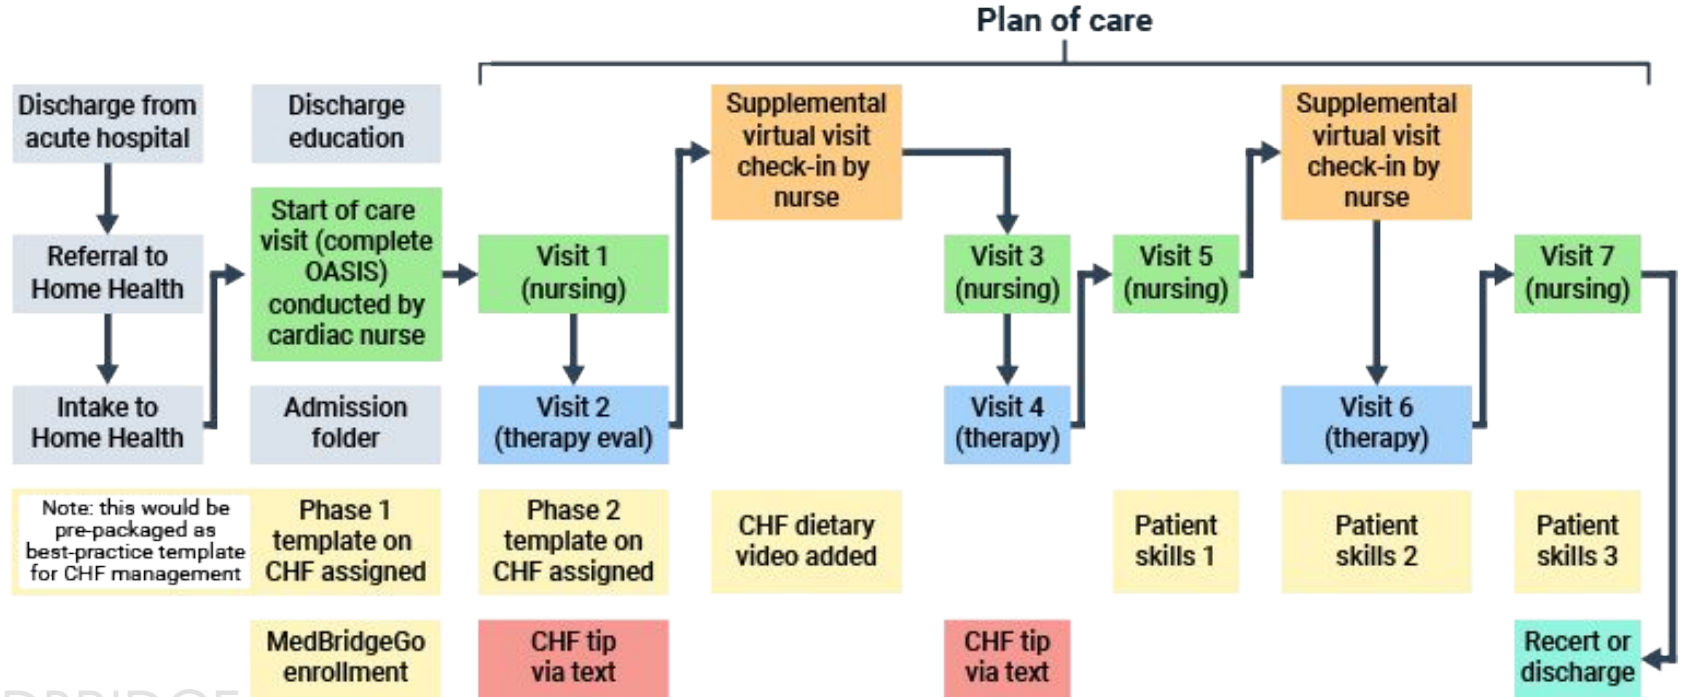 Plan of care
Discharge from
acute hospital
Discharge
education
Supplemental
virtual visit
check-in by
nurse
Supplemental
virtual visit
check-in by
nurse
Referral to
Home Health
Start of care
visit (complete
OASIS)
conducted by
cardiac nurse
Visit 1
(nursing)
Visit 3
(nursing)
Visit 5
(nursing)
Visit 7
(nursing)
Intake to
Home Health
Admission
folder
Visit 2
(therapy eval)
Visit 4
(therapy)
Visit 6
(therapy)
Note: this would be
pre-packaged as
best-practice template
for CHF management
Phase 1
template on
CHF assigned
Phase 2
template on
CHF assigned
CHF dietary
video added
Patient
skills 1
Patient
skills 2
Patient
skills 3
MedBridgeGo
enrollment
CHF tip
via text
CHF tip
via text
Recert or
discharge